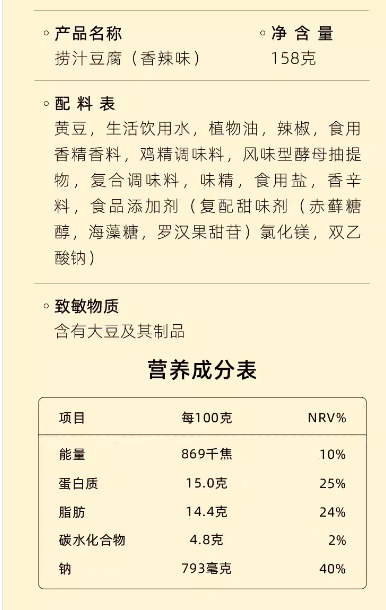 产品名称
净含量
捞汁豆腐（香辣味）
158克
配料表
黄豆，生活饮用水，植物油，辣椒，食用
香精香料，鸡精调味料，风味型酵母抽提
物，复合调味料，味精，食用盐，香辛
料，食品添加剂（复配甜味剂（赤藓糖
醇，海藻糖，罗汉果甜苷）氯化镁，双乙
酸钠）
致敏物质
含有大豆及其制品
营养成分表
项目 每100克 NRV%
能量 869千焦 10%
蛋白质 15.0克 25%
脂肪 14.4克 24%
碳水化合物 4.8克 2%
钠 793毫克 40%